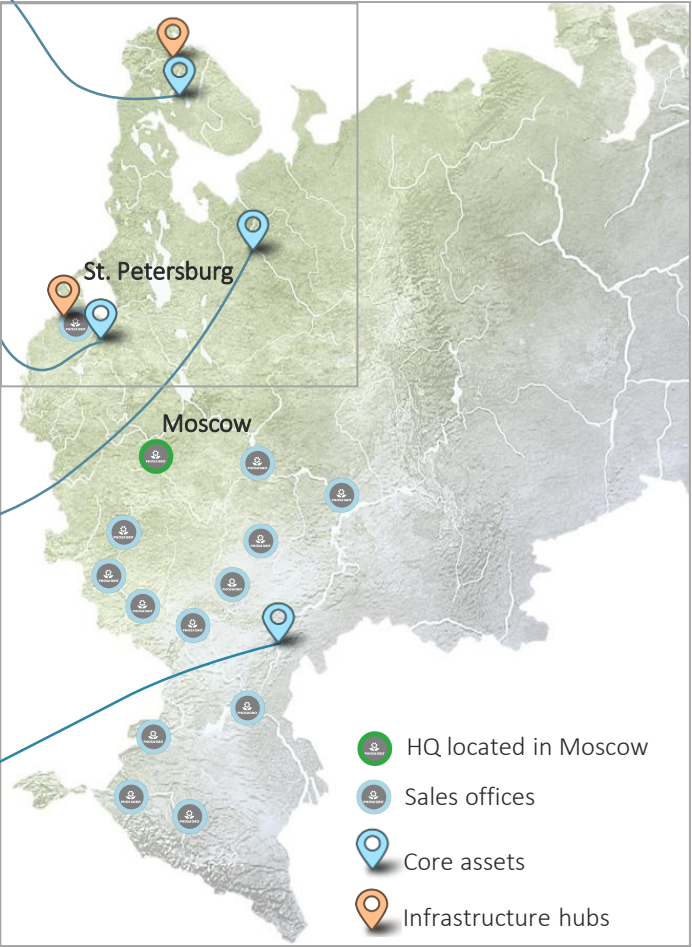 St. Petersburg
Moscow
HQ located in Moscow
Sales offices
Core assets
Infrastructure hubs